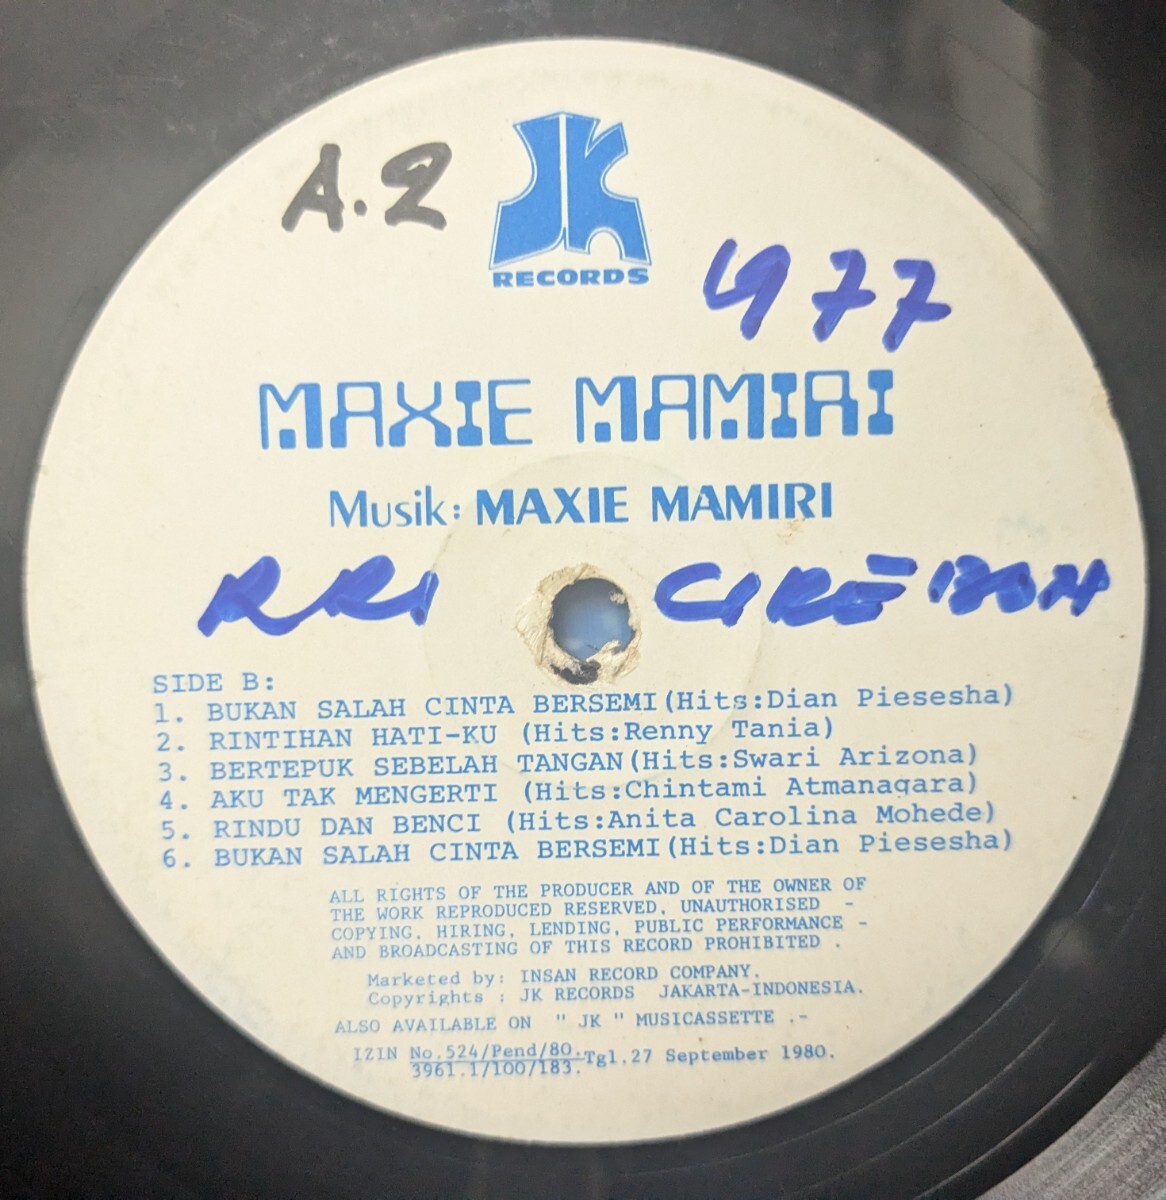 A.2
JK
RECORDS
4977
MAXIE MAMIRI
Musik: MAXIE MAMIRI
RRI CIREBON
SIDE B:
1. BUKAN SALAH CINTA BERSEMI(Hits:Dian Piesesha)
2. RINTIHAN HATI-KU (Hits:Renny Tania)
3. BERTEPUK SEBELAH TANGAN(Hits:Swari Arizona)
4. AKU TAK MENGERTI (Hits:Chintami Atmanagara)
5. RINDU DAN BENCI (Hits:Anita Carolina Mohede)
6. BUKAN SALAH CINTA BERSEMI(Hits:Dian Piesesha)
ALL RIGHTS OF THE PRODUCER AND OF THE OWNER OF
THE WORK REPRODUCED RESERVED, UNAUTHORISED -
COPYING, HIRING, LENDING, PUBLIC PERFORMANCE -
AND BROADCASTING OF THIS RECORD PROHIBITED .
Marketed by: INSAN RECORD COMPANY.
Copyrights : JK RECORDS JAKARTA-INDONESIA.
ALSO AVAILABLE ON " JK " MUSICASSETTE .-
IZIN No.524/Pend/80. Tgl.27 September 1980.
3961.1/100/183.